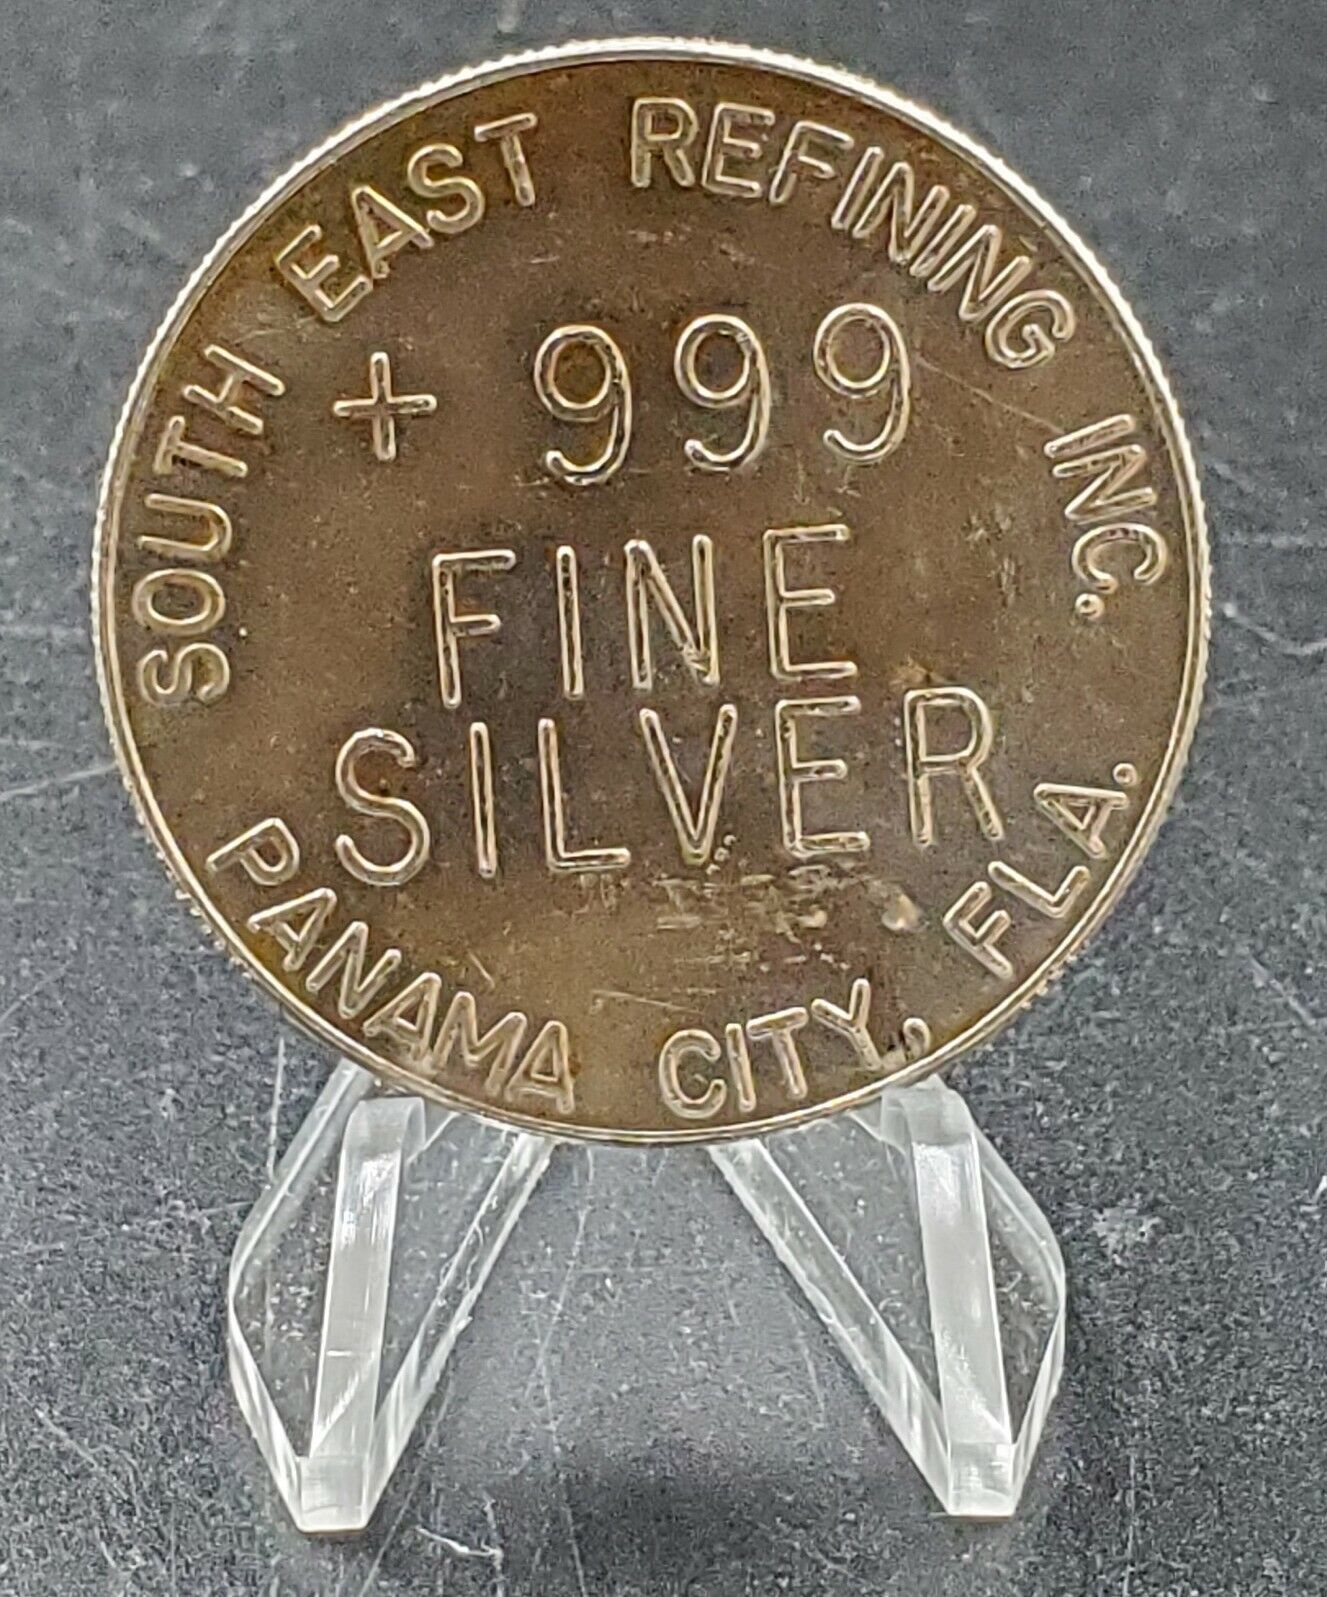 SOUTH EAST REFINING INC.
+ 999
FINE
SILVER
PANAMA CITY, FLA.